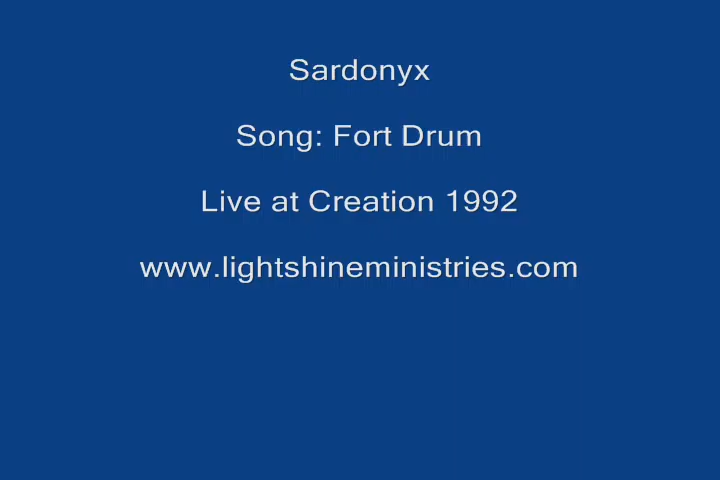 Sardonyx
Song: Fort Drum
Live at Creation 1992
www.lightshineministries.com